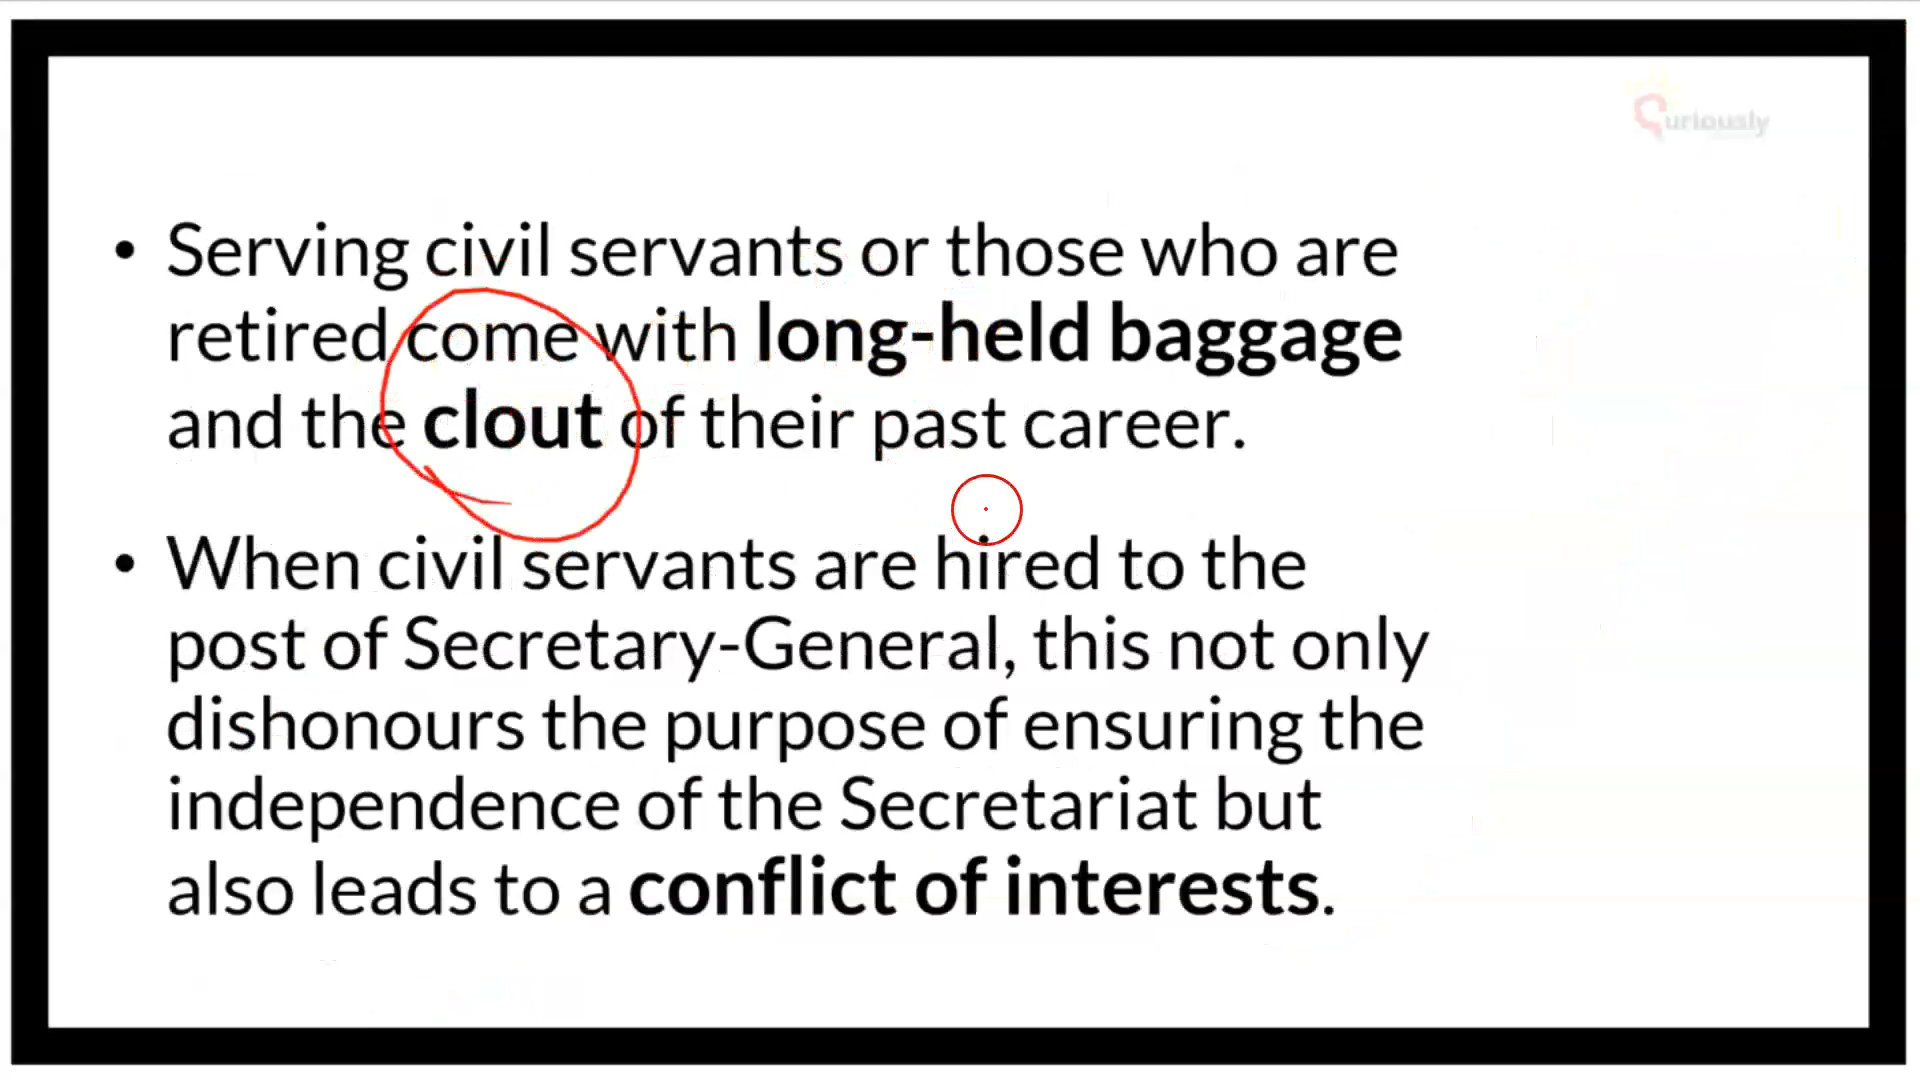 uriously
• Serving civil servants or those who are
retired come with long-held baggage
and the clout of their past career.
• When civil servants are hired to the
post of Secretary-General, this not only
dishonours the purpose of ensuring the
independence of the Secretariat but
also leads to a conflict of interests.